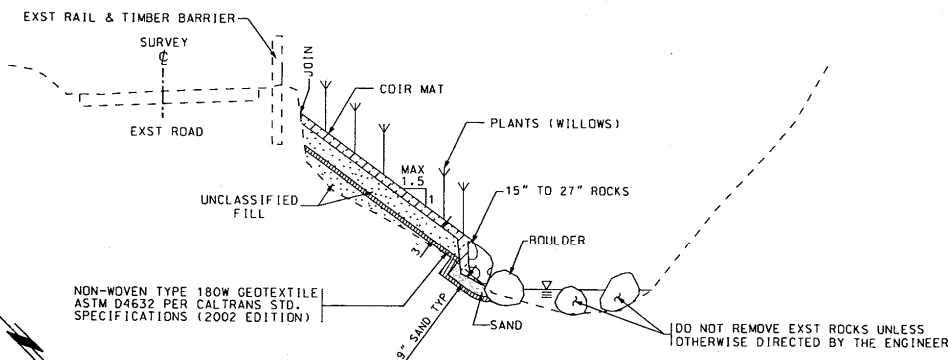 EXST RAIL & TIMBER BARRIER
SURVEY
℄
JOIN
COIR MAT
EXST ROAD
PLANTS (WILLOWS)
MAX
1.5
1
15" TO 27" ROCKS
UNCLASSIFIED
FILL
BOULDER
3'
NON-WOVEN TYPE 180W GEOTEXTILE
ASTM D4632 PER CALTRANS STD.
SPECIFICATIONS (2002 EDITION)
9" SAND TYP
SAND
DO NOT REMOVE EXST ROCKS UNLESS
OTHERWISE DIRECTED BY THE ENGINEER